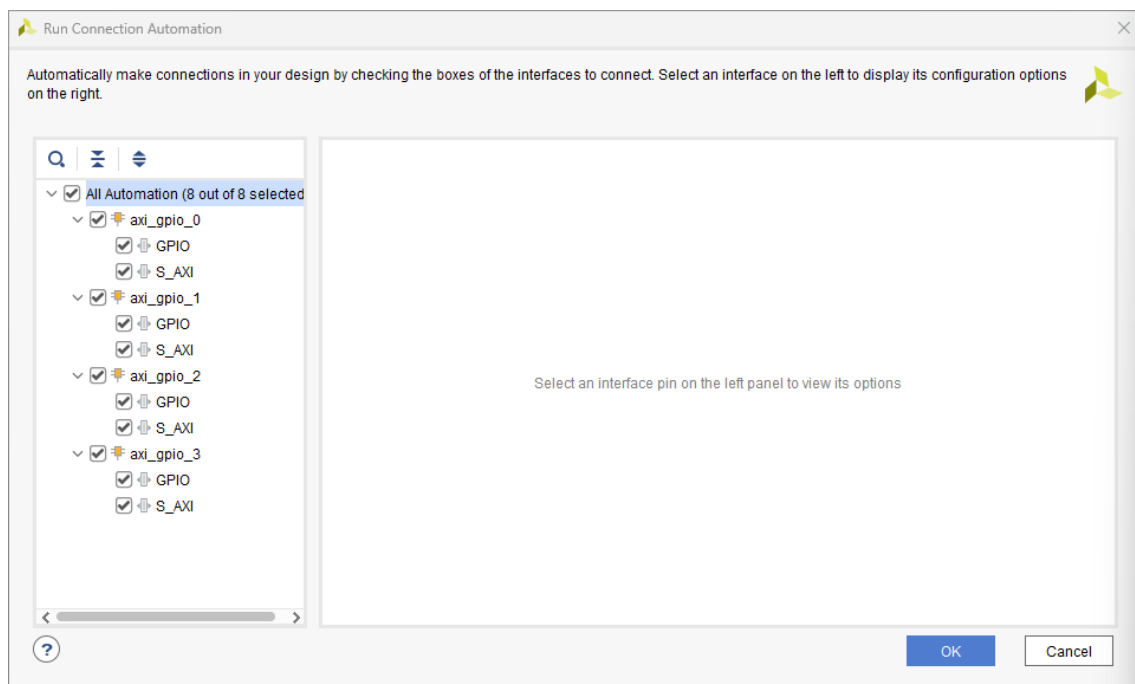 Run Connection Automation
Automatically make connections in your design by checking the boxes of the interfaces to connect. Select an interface on the left to display its configuration options
on the right.
All Automation (8 out of 8 selected
axi_gpio_0
GPIO
S_AXI
axi_gpio_1
GPIO
S_AXI
axi_gpio_2
GPIO
S_AXI
axi_gpio_3
GPIO
S_AXI
Select an interface pin on the left panel to view its options
?
OK
Cancel